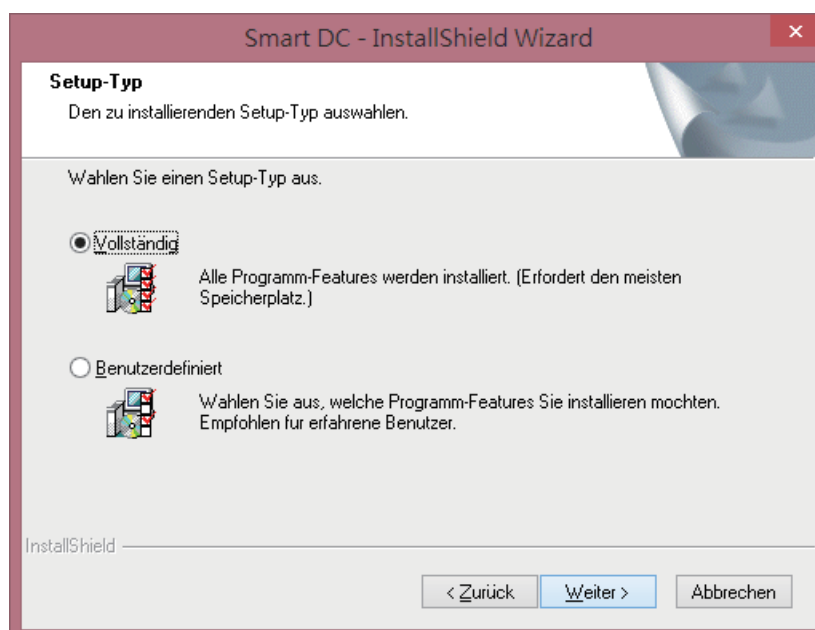 Smart DC - InstallShield Wizard
Setup-Typ
Den zu installierenden Setup-Typ auswahlen.
Wahlen Sie einen Setup-Typ aus.
Vollständig
Alle Programm-Features werden installiert. (Erfordert den meisten
Speicherplatz.)
Benutzerdefiniert
Wahlen Sie aus, welche Programm-Features Sie installieren mochten.
Empfohlen fur erfahrene Benutzer.
InstallShield
< Zurück
Weiter >
Abbrechen